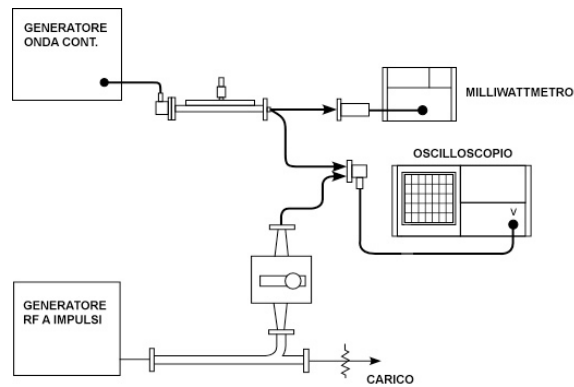 GENERATORE
ONDA CONT.
MILLIWATTMETRO
OSCILLOSCOPIO
V
GENERATORE
RF A IMPULSI
CARICO